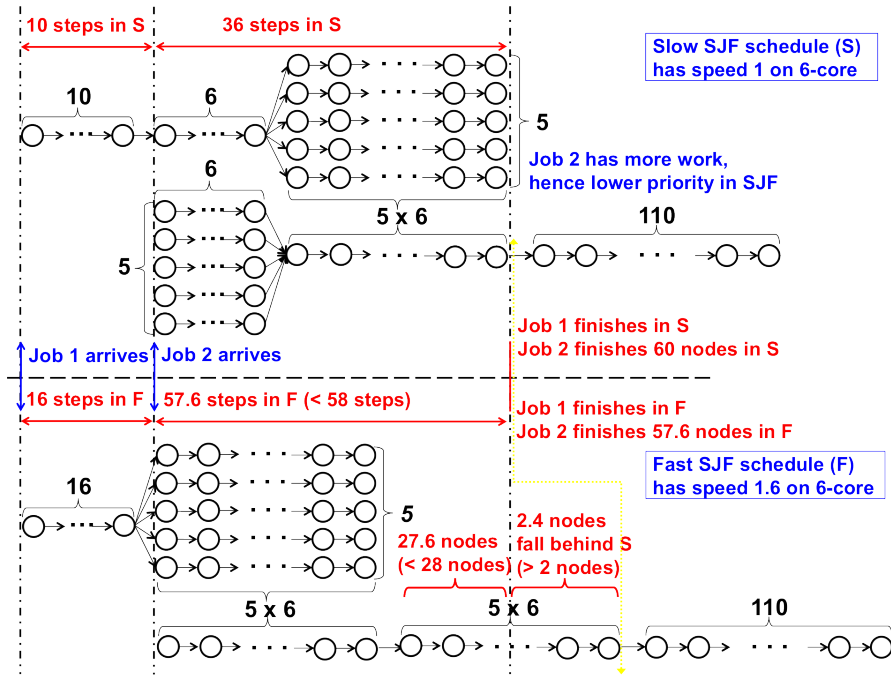 10 steps in S
36 steps in S
Slow SJF schedule (S)
has speed 1 on 6-core
10
6
5
Job 2 has more work,
hence lower priority in SJF
6
5 x 6
110
5
Job 1 finishes in S
Job 2 finishes 60 nodes in S
Job 1 arrives
Job 2 arrives
16 steps in F
57.6 steps in F (< 58 steps)
Job 1 finishes in F
Job 2 finishes 57.6 nodes in F
Fast SJF schedule (F)
has speed 1.6 on 6-core
16
5
27.6 nodes
(< 28 nodes)
2.4 nodes
fall behind S
(> 2 nodes)
5 x 6
5 x 6
110